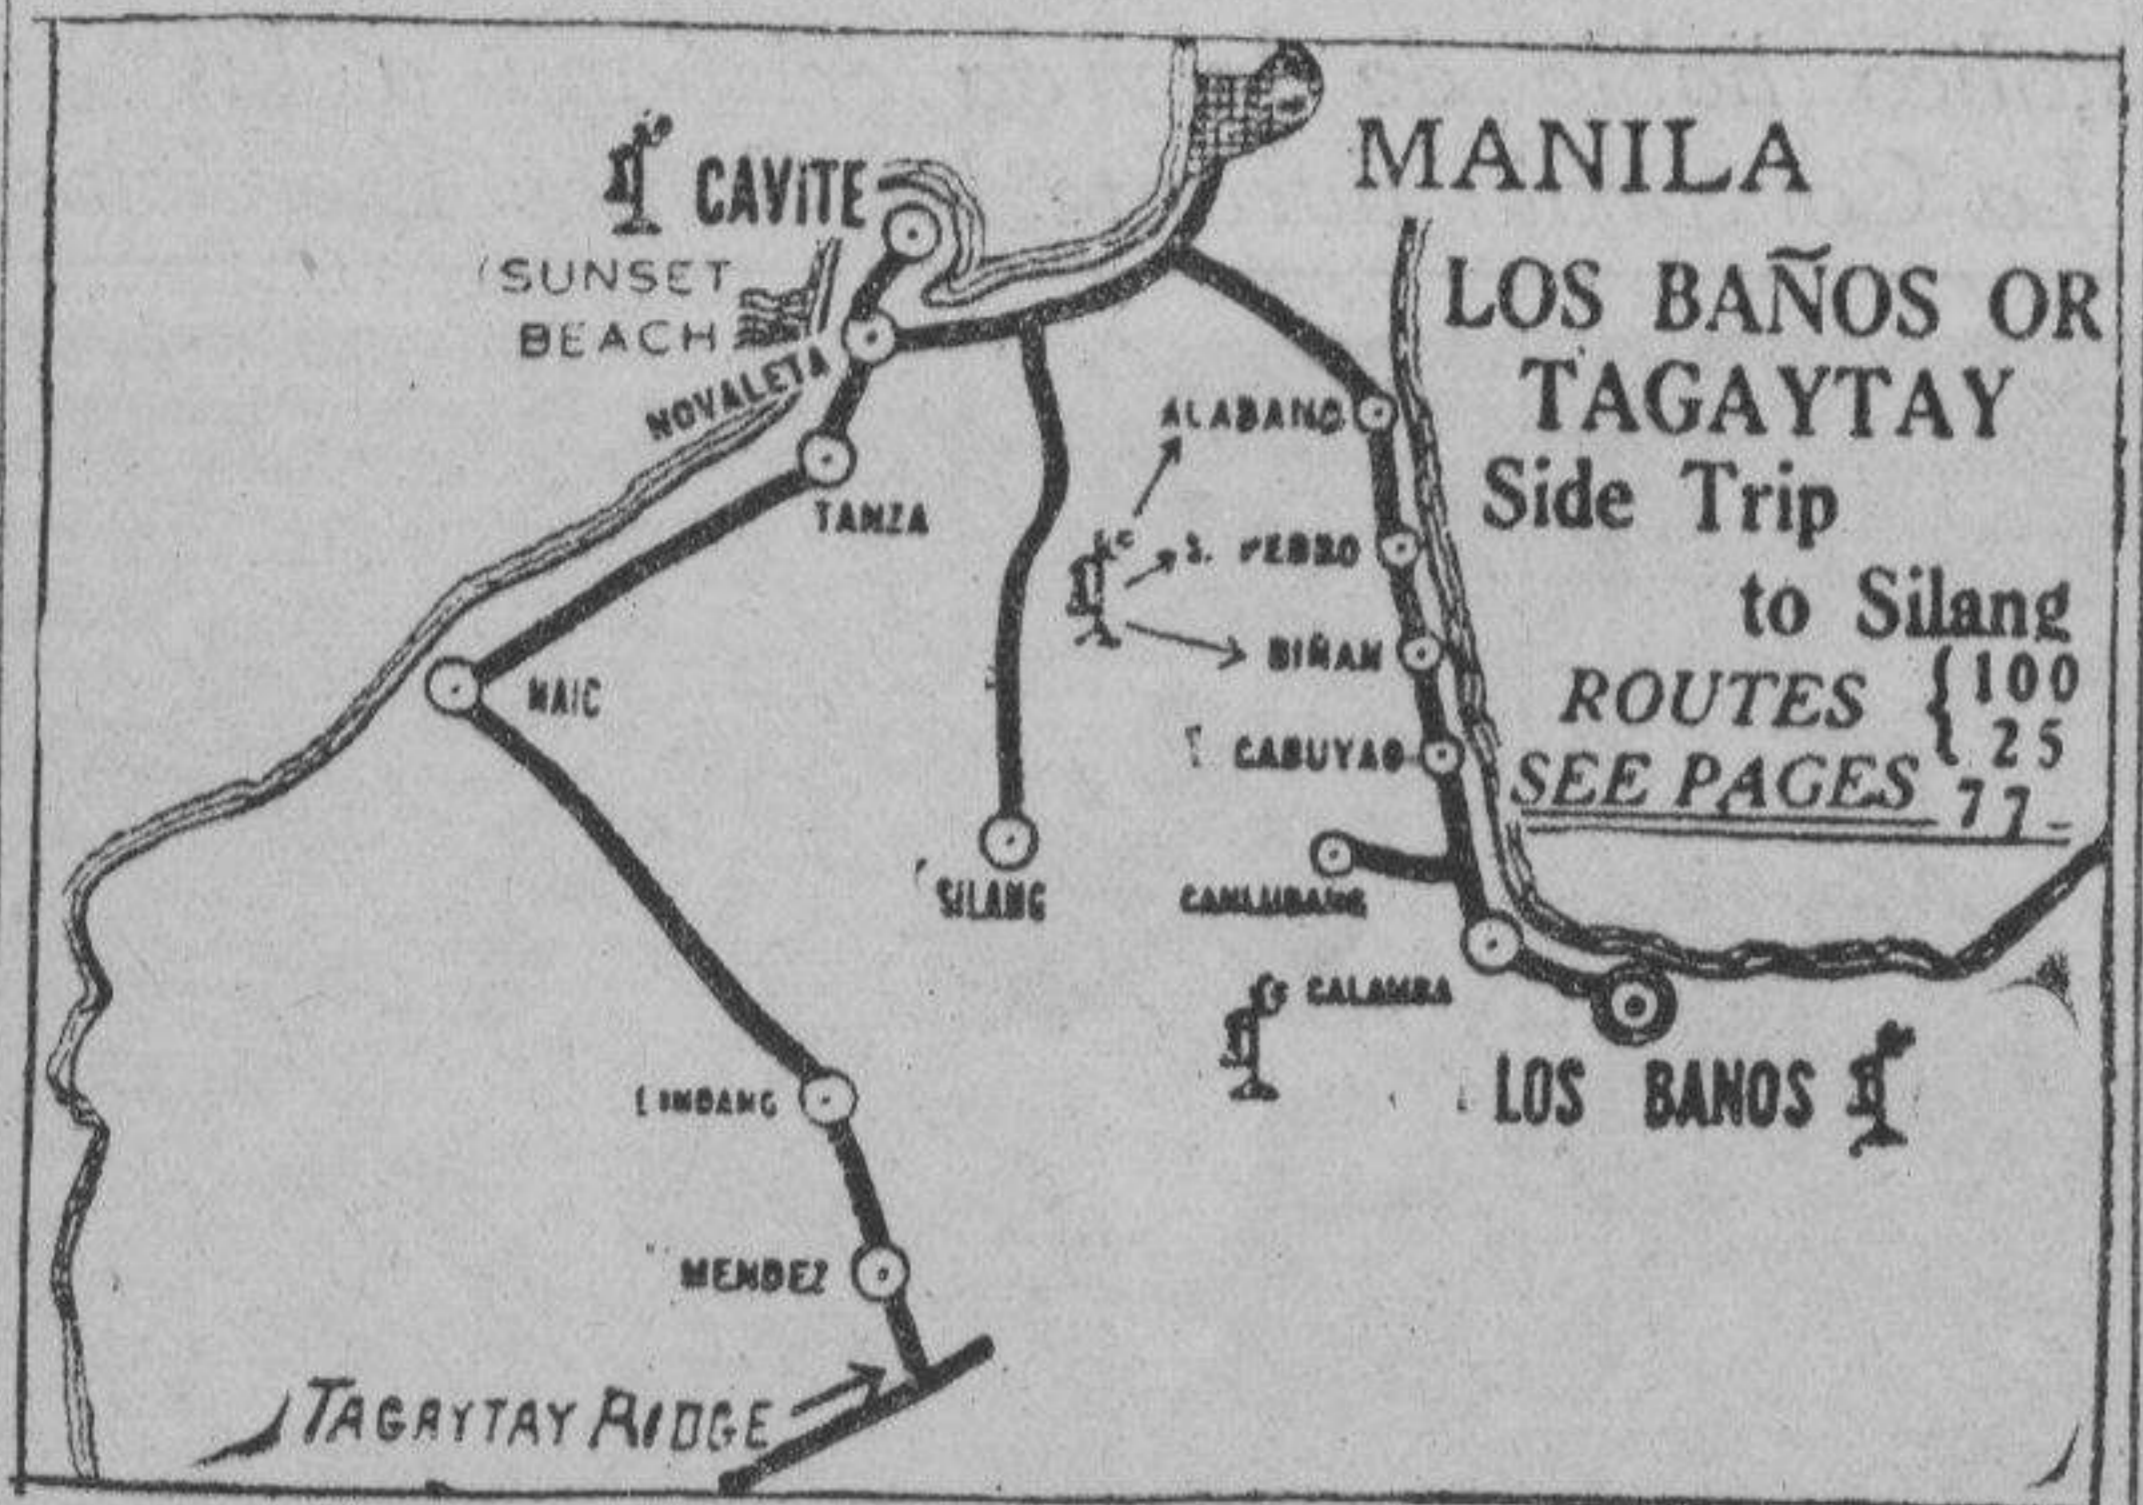 MANILA
LOS BAÑOS OR
TAGAYTAY
Side Trip
to Silang
ROUTES { 100
25
SEE PAGES 77
CAViTE
SUNSET
BEACH
NOVALETA
TANZA
NAIC
SILANG
ALABANG
S. PEDRO
BIÑAN
CABUYAO
CANLUBANG
CALAMBA
LOS BANOS
MENDEZ
TAGAYTAY RIDGE